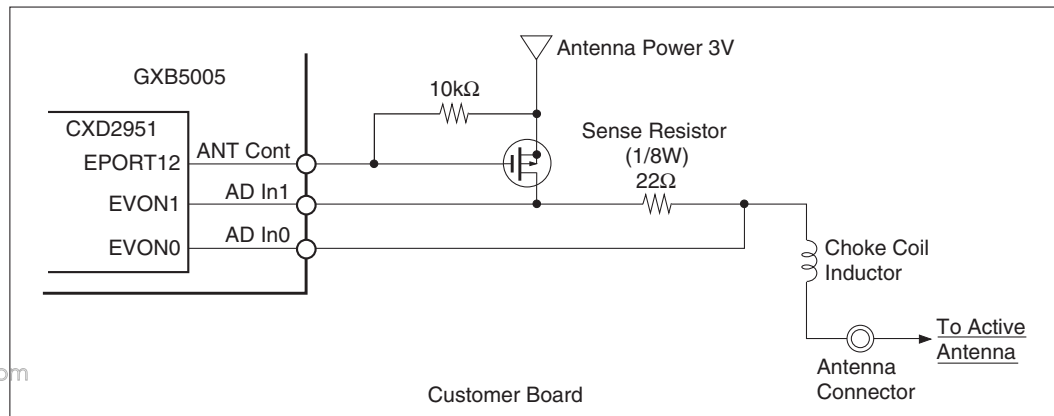 Antenna Power 3V
GXB5005
10kΩ
CXD2951
Sense Resistor
(1/8W)
22Ω
EPORT12
ANT Cont
EVON1
AD In1
EVON0
AD In0
Choke Coil
Inductor
To Active
Antenna
Antenna
Connector
Customer Board
om